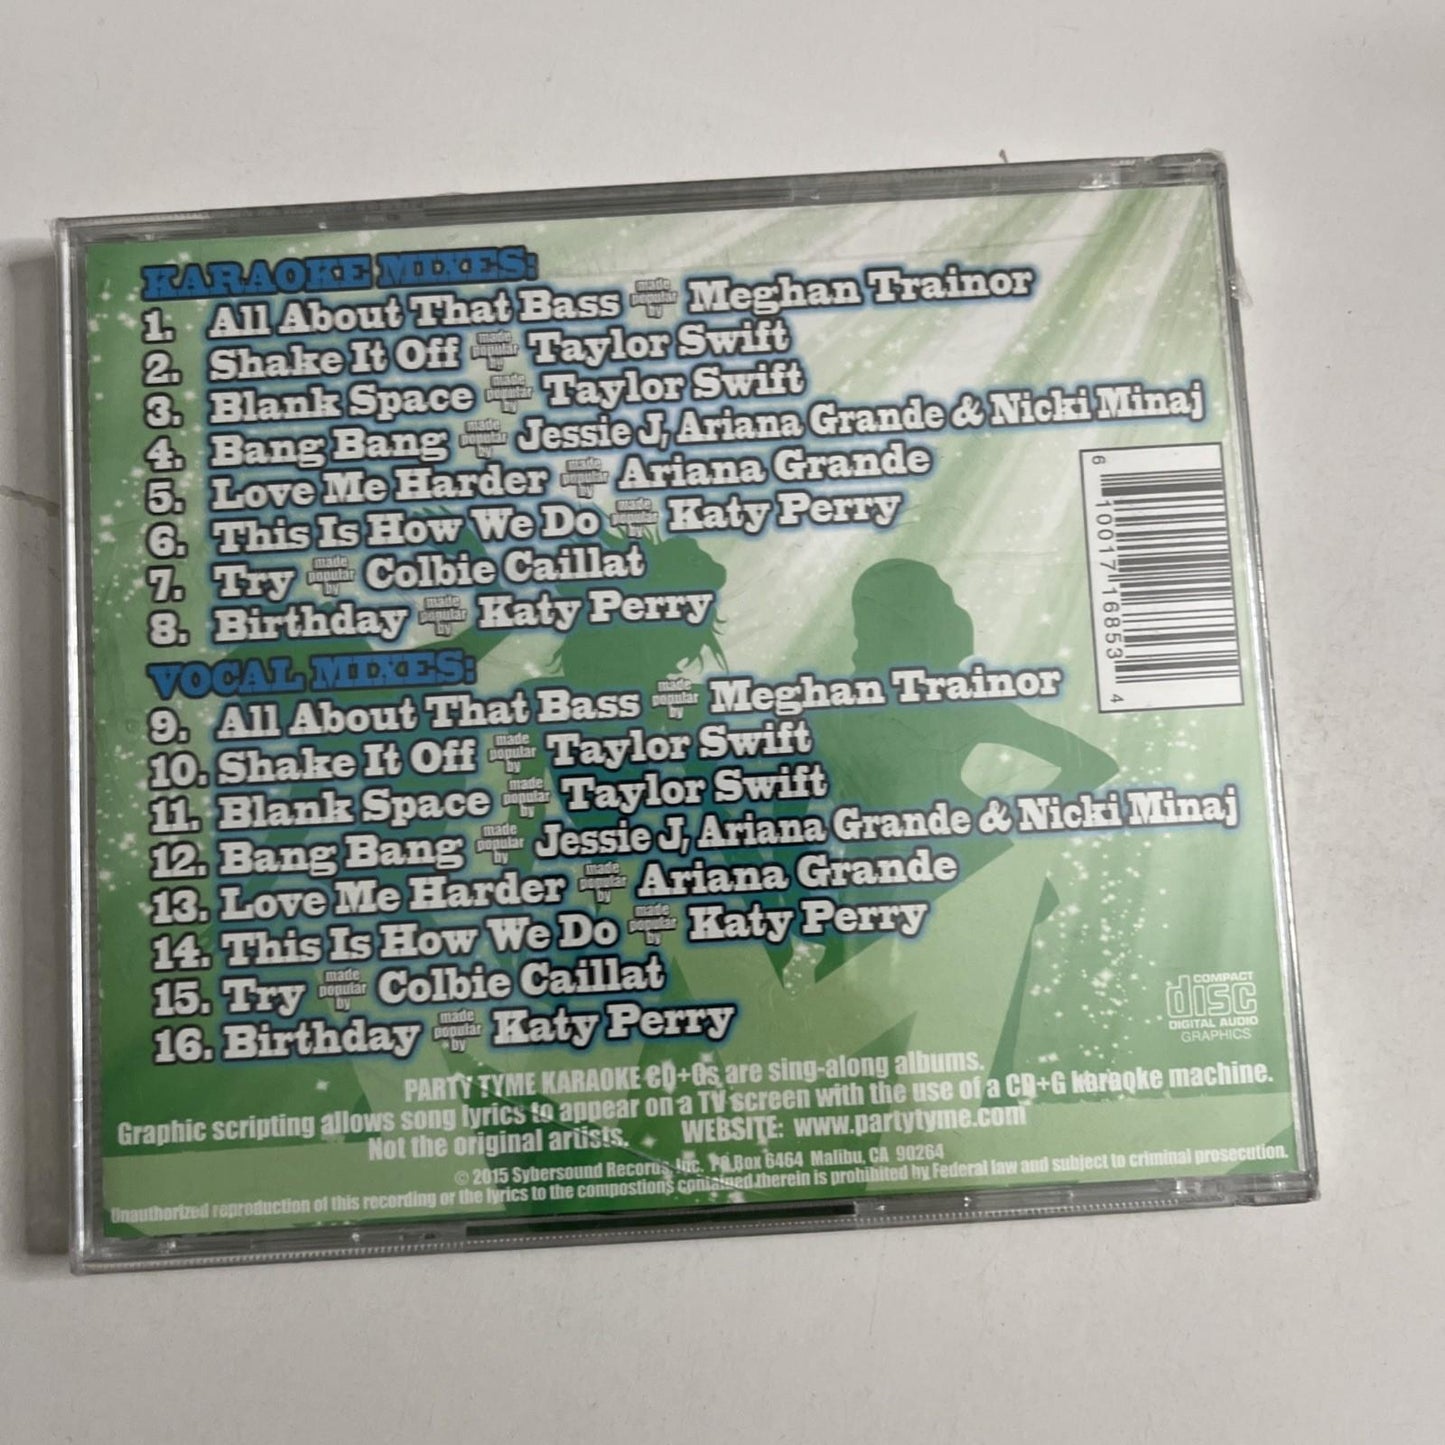 KARAOKE MIXES:
1. All About That Bass made popular by Meghan Trainor
2. Shake It Off made popular by Taylor Swift
3. Blank Space made popular by Taylor Swift
4. Bang Bang made popular by Jessie J, Ariana Grande & Nicki Minaj
5. Love Me Harder made popular by Ariana Grande
6. This Is How We Do made popular by Katy Perry
7. Try made popular by Colbie Caillat
8. Birthday made popular by Katy Perry
VOCAL MIXES:
9. All About That Bass made popular by Meghan Trainor
10. Shake It Off made popular by Taylor Swift
11. Blank Space made popular by Taylor Swift
12. Bang Bang made popular by Jessie J, Ariana Grande & Nicki Minaj
13. Love Me Harder made popular by Ariana Grande
14. This Is How We Do made popular by Katy Perry
15. Try made popular by Colbie Caillat
16. Birthday made popular by Katy Perry
6 10017 16853 4
COMPACT
disc
DIGITAL AUDIO
GRAPHICS
PARTY TYME KARAOKE CD+Gs are sing-along albums.
Graphic scripting allows song lyrics to appear on a TV screen with the use of a CD+G karaoke machine.
Not the original artists. WEBSITE: www.partytyme.com
© 2015 Sybersound Records, Inc. PO Box 6464 Malibu, CA 90264
Unauthorized reproduction of this recording or the lyrics to the compostions contained therein is prohibited by Federal law and subject to criminal prosecution.